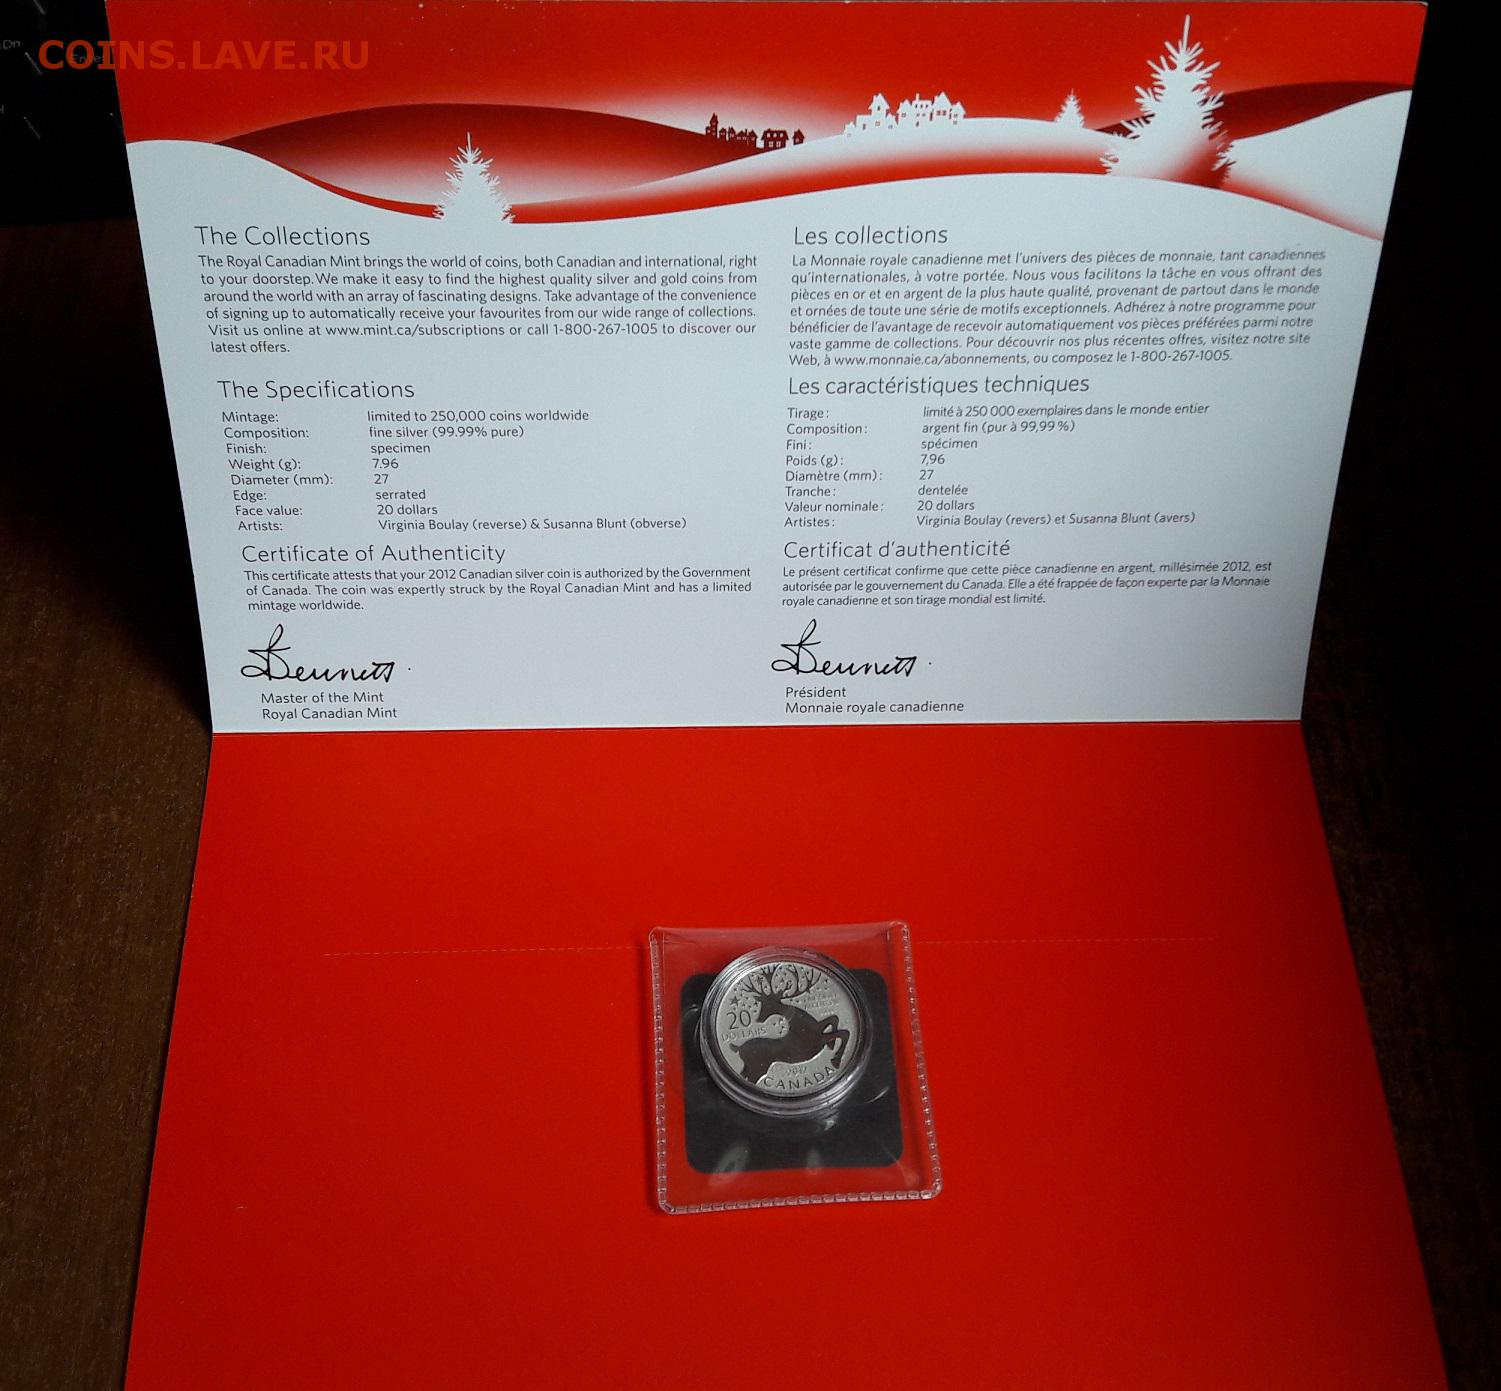 COINS.LAVE.RU
The Collections
The Royal Canadian Mint brings the world of coins, both Canadian and international, right
to your doorstep. We make it easy to find the highest quality silver and gold coins from
around the world with an array of fascinating designs. Take advantage of the convenience
of signing up to automatically receive your favourites from our wide range of collections.
Visit us online at www.mint.ca/subscriptions or call 1-800-267-1005 to discover our
latest offers.
The Specifications
Mintage: limited to 250,000 coins worldwide
Composition: fine silver (99.99% pure)
Finish: specimen
Weight (g): 7.96
Diameter (mm): 27
Edge: serrated
Face value: 20 dollars
Artists: Virginia Boulay (reverse) & Susanna Blunt (obverse)
Certificate of Authenticity
This certificate attests that your 2012 Canadian silver coin is authorized by the Government
of Canada. The coin was expertly struck by the Royal Canadian Mint and has a limited
mintage worldwide.
Bennett
Master of the Mint
Royal Canadian Mint
Les collections
La Monnaie royale canadienne met l'univers des pièces de monnaie, tant canadiennes
qu'internationales, à votre portée. Nous vous facilitons la tâche en vous offrant des
pièces en or et en argent de la plus haute qualité, provenant de partout dans le monde
et ornées de toute une série de motifs exceptionnels. Adhérez à notre programme pour
bénéficier de l'avantage de recevoir automatiquement vos pièces préférées parmi notre
vaste gamme de collections. Pour découvrir nos plus récentes offres, visitez notre site
Web, à www.monnaie.ca/abonnements, ou composez le 1-800-267-1005.
Les caractéristiques techniques
Tirage: limité à 250 000 exemplaires dans le monde entier
Composition: argent fin (pur à 99,99 %)
Fini: spécimen
Poids (g): 7,96
Diamètre (mm): 27
Tranche: dentelée
Valeur nominale: 20 dollars
Artistes: Virginia Boulay (revers) et Susanna Blunt (avers)
Certificat d'authenticité
Le présent certificat confirme que cette pièce canadienne en argent, millésimée 2012, est
autorisée par le gouvernement du Canada. Elle a été frappée de façon experte par la Monnaie
royale canadienne et son tirage mondial est limité.
Bennett
Président
Monnaie royale canadienne
20
DOLLARS
2012
CANADA